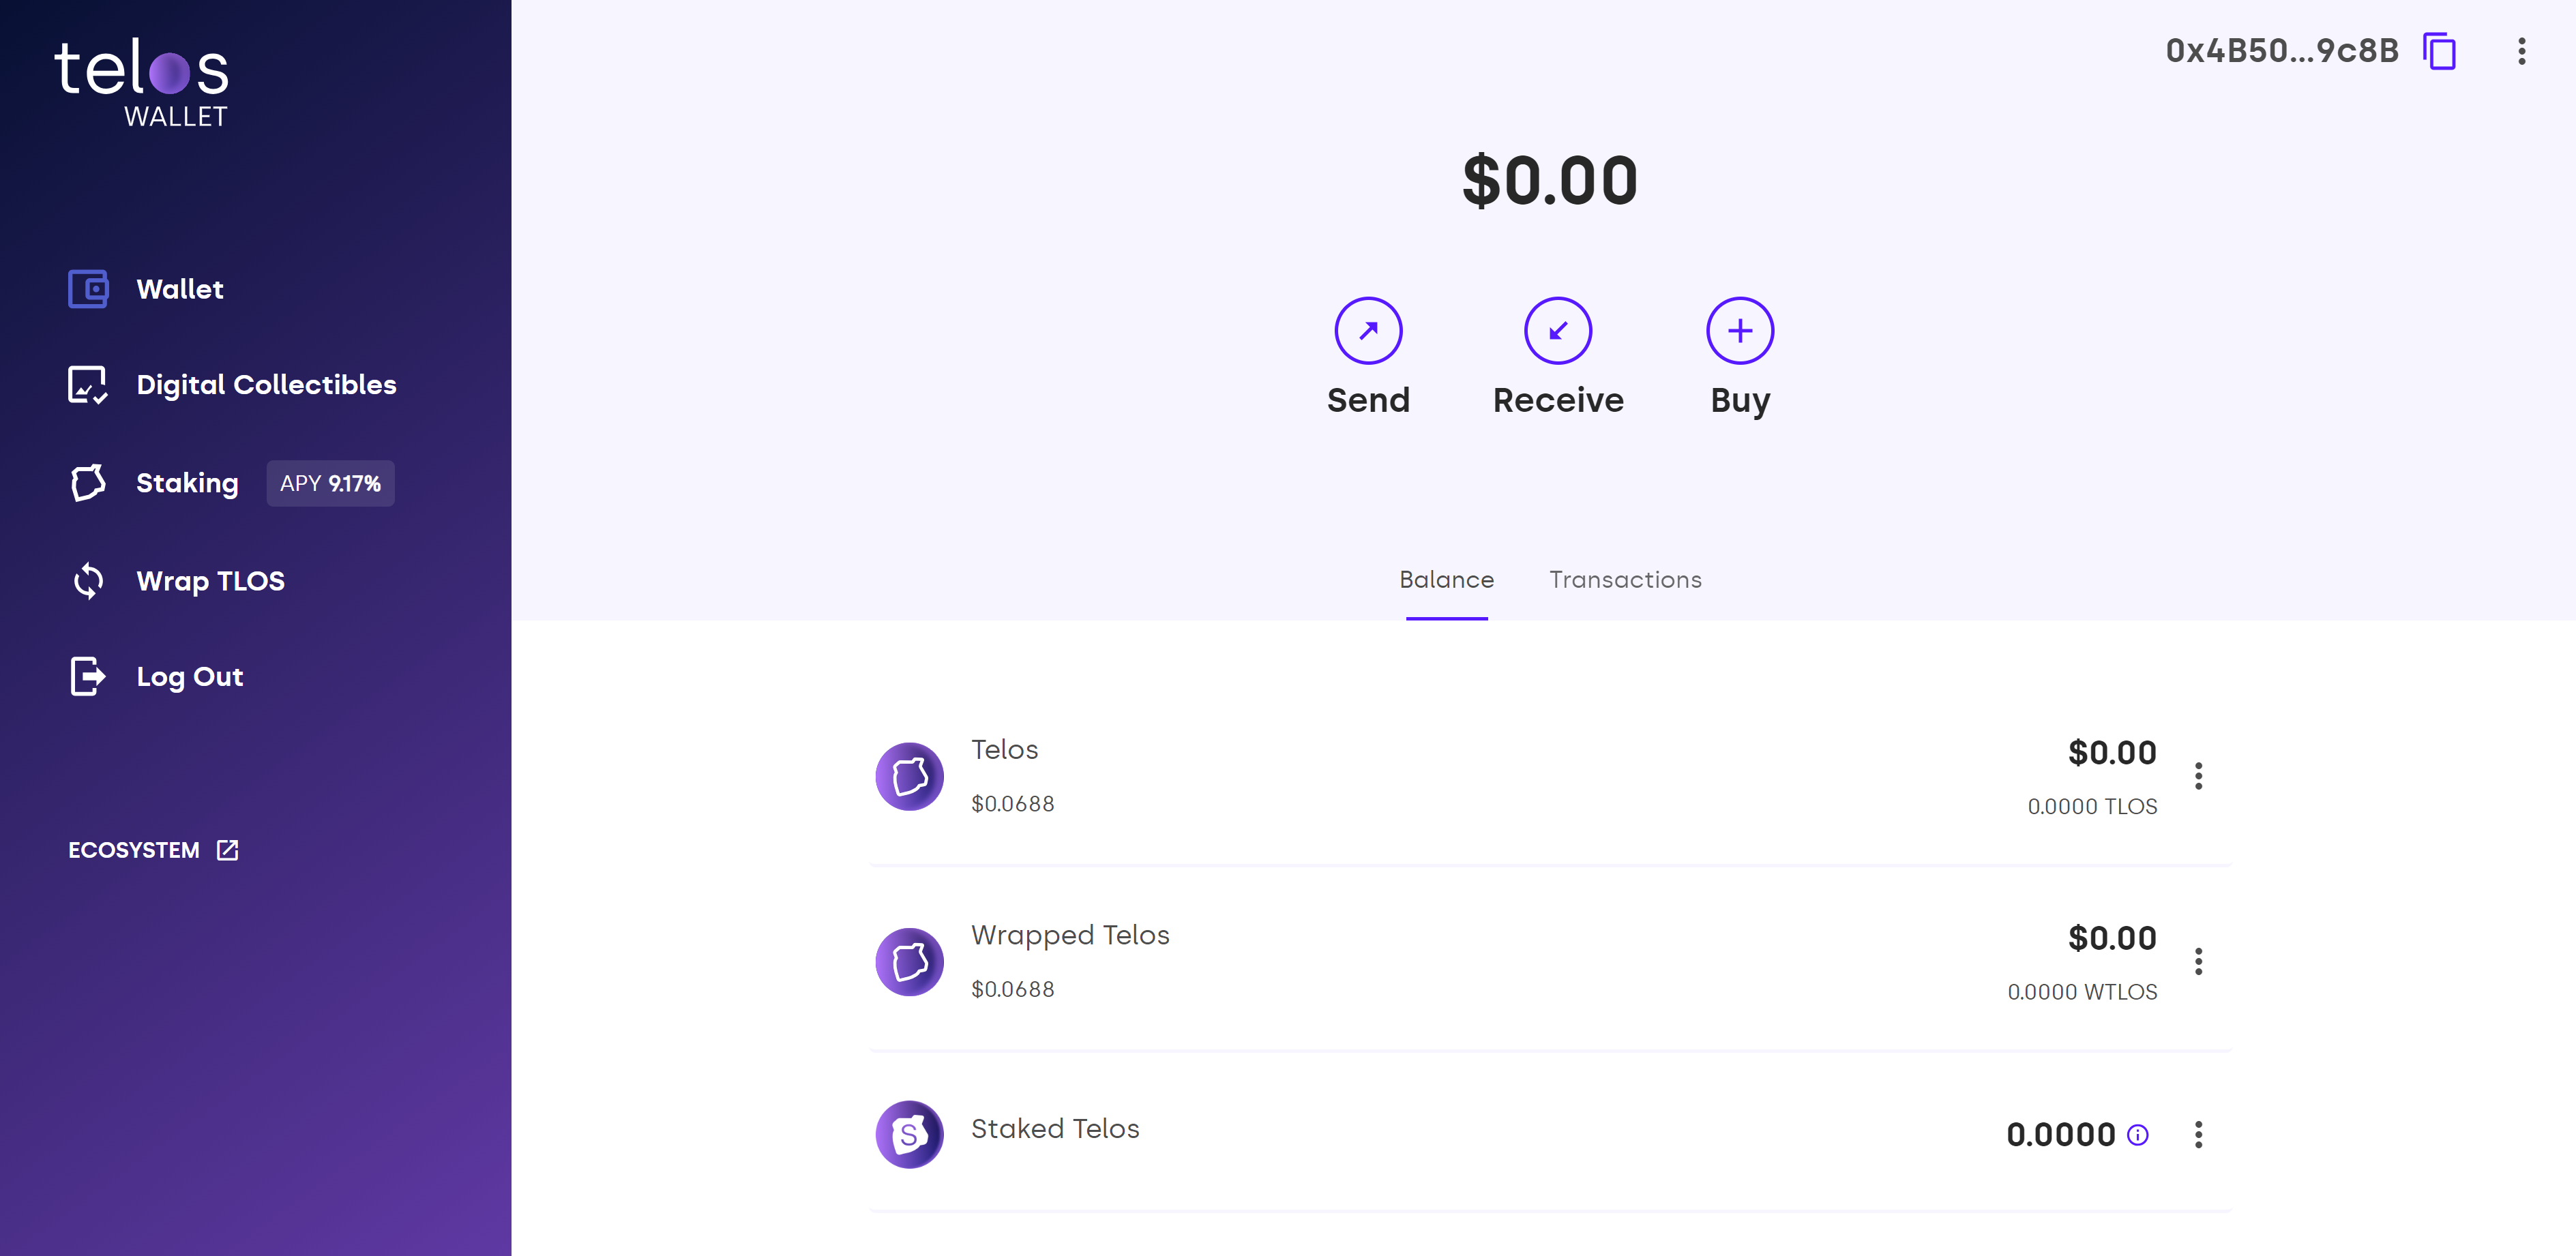 telos
WALLET
Wallet
Digital Collectibles
Staking APY 9.17%
Wrap TLOS
Log Out
ECOSYSTEM
0x4B50...9c8B
$0.00
Send Receive Buy
Balance Transactions
Telos $0.00
$0.0688 0.0000 TLOS
Wrapped Telos $0.00
$0.0688 0.0000 WTLOS
S Staked Telos 0.0000